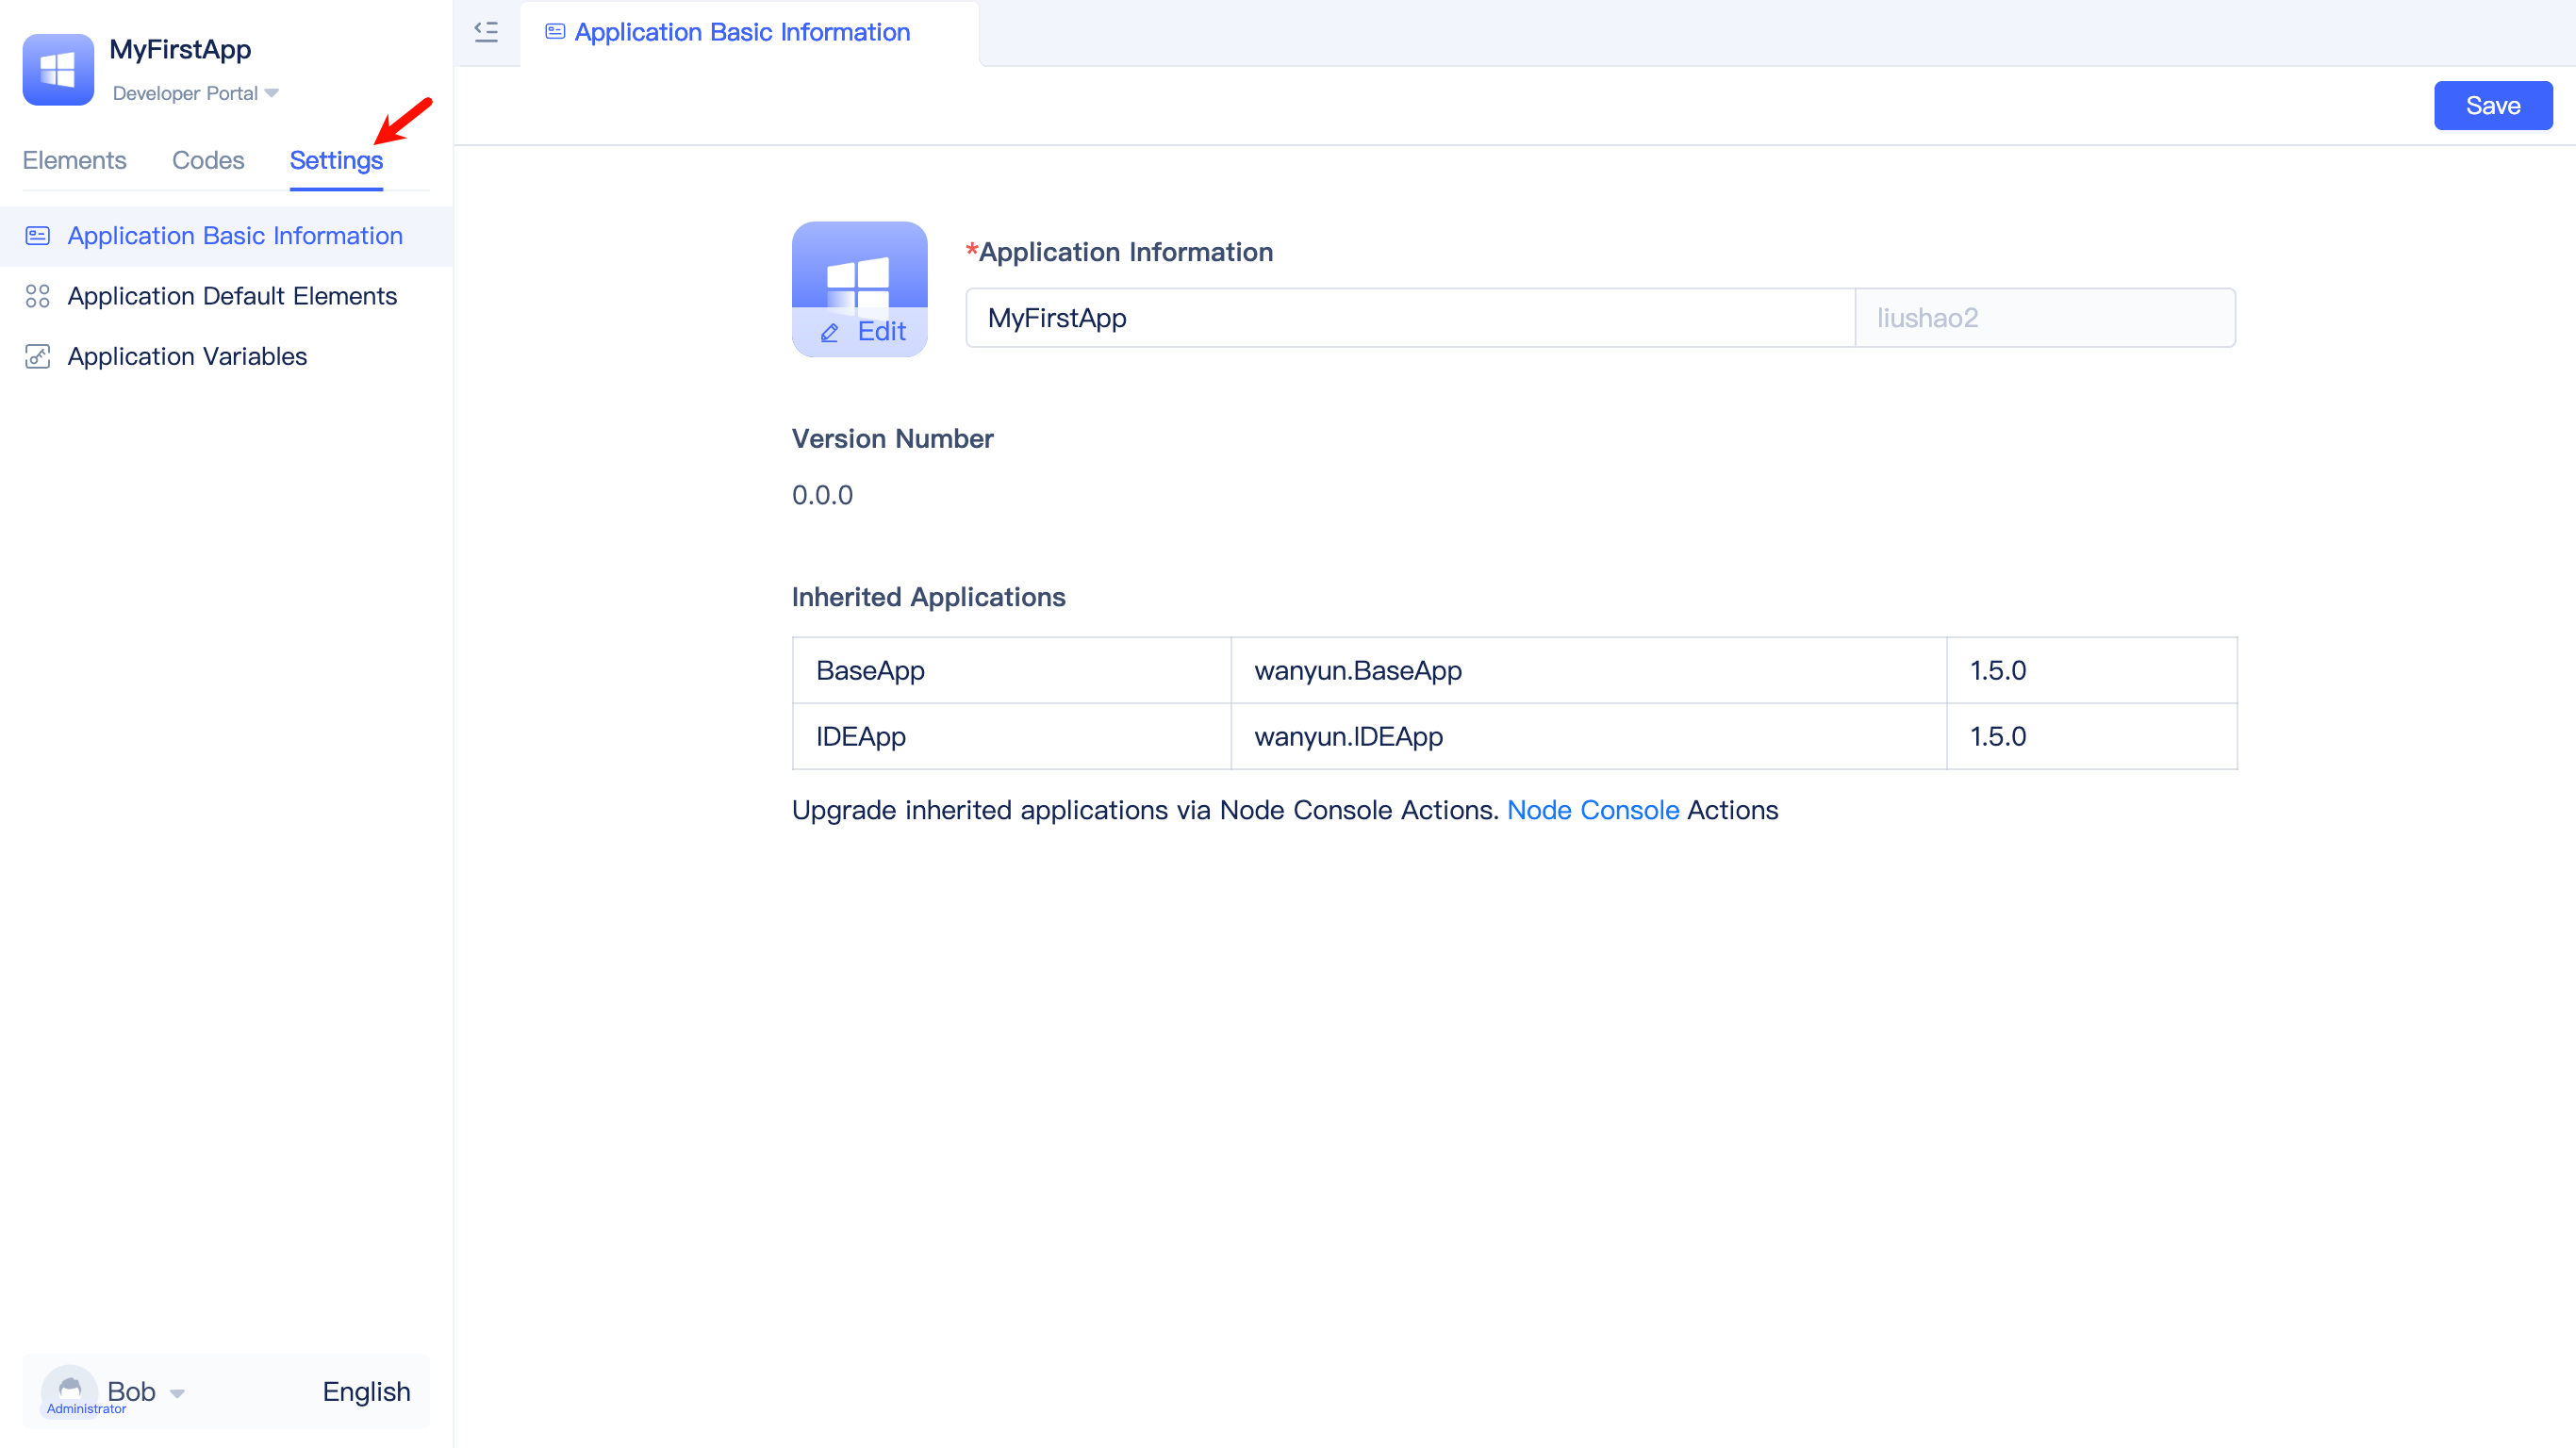 MyFirstApp
Developer Portal
Elements Codes Settings
Application Basic Information
Application Default Elements
Application Variables
Bob
Administrator
English
Application Basic Information
Save
Edit
*Application Information
MyFirstApp liushao2
Version Number
0.0.0
Inherited Applications
BaseApp wanyun.BaseApp 1.5.0
IDEApp wanyun.IDEApp 1.5.0
Upgrade inherited applications via Node Console Actions. Node Console Actions